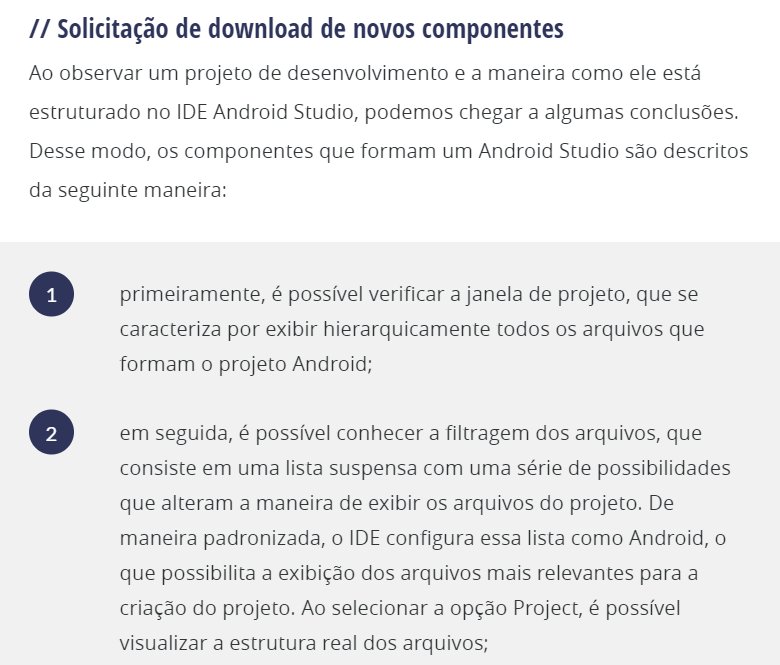 // Solicitação de download de novos componentes
Ao observar um projeto de desenvolvimento e a maneira como ele está
estruturado no IDE Android Studio, podemos chegar a algumas conclusões.
Desse modo, os componentes que formam um Android Studio são descritos
da seguinte maneira:
1
primeiramente, é possível verificar a janela de projeto, que se
caracteriza por exibir hierarquicamente todos os arquivos que
formam o projeto Android;
2
em seguida, é possível conhecer a filtragem dos arquivos, que
consiste em uma lista suspensa com uma série de possibilidades
que alteram a maneira de exibir os arquivos do projeto. De
maneira padronizada, o IDE configura essa lista como Android, o
que possibilita a exibição dos arquivos mais relevantes para a
criação do projeto. Ao selecionar a opção Project, é possível
visualizar a estrutura real dos arquivos;